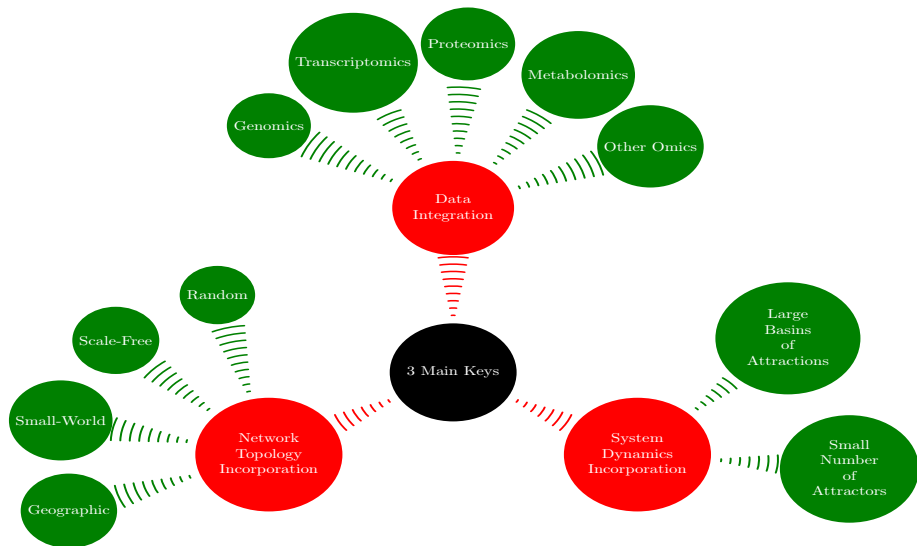 Proteomics
Transcriptomics
Metabolomics
Genomics
Other Omics
Data
Integration
Random
Scale-Free
Small-World
Geographic
3 Main Keys
Network
Topology
Incorporation
System
Dynamics
Incorporation
Large
Basins
of
Attractions
Small
Number
of
Attractors